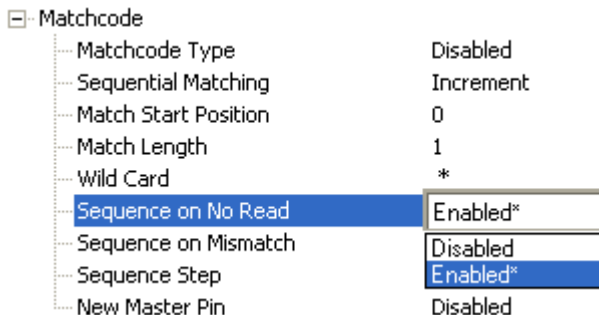 Matchcode
Matchcode Type Disabled
Sequential Matching Increment
Match Start Position 0
Match Length 1
Wild Card *
Sequence on No Read Enabled*
Sequence on Mismatch Disabled
Sequence Step Enabled*
New Master Pin Disabled